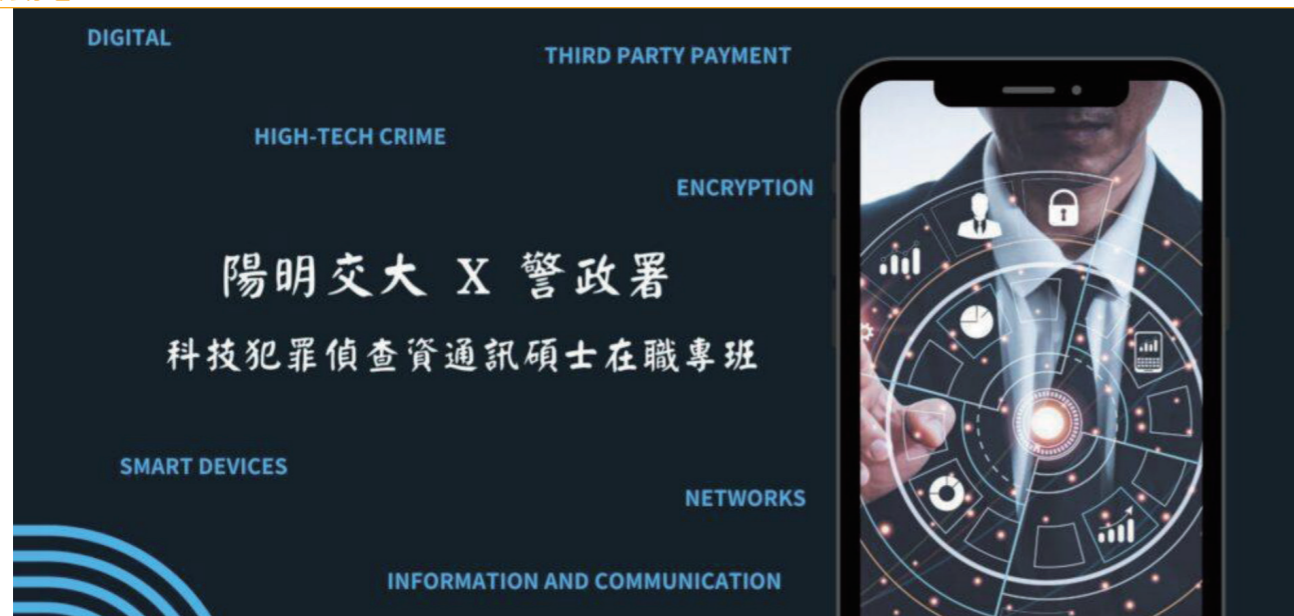 DIGITAL
THIRD PARTY PAYMENT
HIGH-TECH CRIME
ENCRYPTION
陽明交大 X 警政署
科技犯罪偵查資通訊碩士在職專班
SMART DEVICES
NETWORKS
INFORMATION AND COMMUNICATION